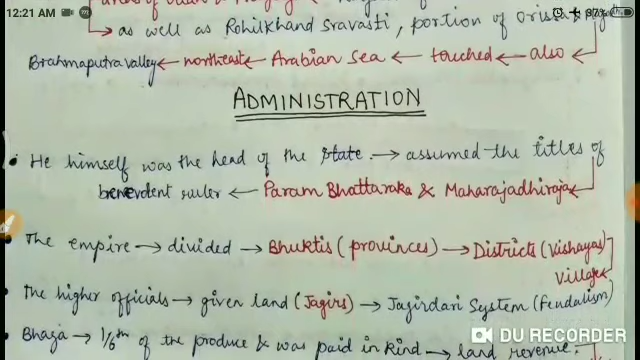 12:21 AM 87%
as well as Rohilkhand Sravasti, portion of orissa
Brahmaputra valley ← northeast ← Arabian Sea ← touched ← also
ADMINISTRATION
• He himself was the head of the state → assumed the titles of
benevdent ruler ← Param Bhattaraka & Maharajadhiraja
• The empire → divided → Bhuktis (provinces) → Districts (Vishayas)
village
• The higher officials → given land (Jagirs) → Jagirdari System (Feudalism)
DU RECORDER
• Bhaga → 1/6th of the produce & was paid in kind → land revenue.